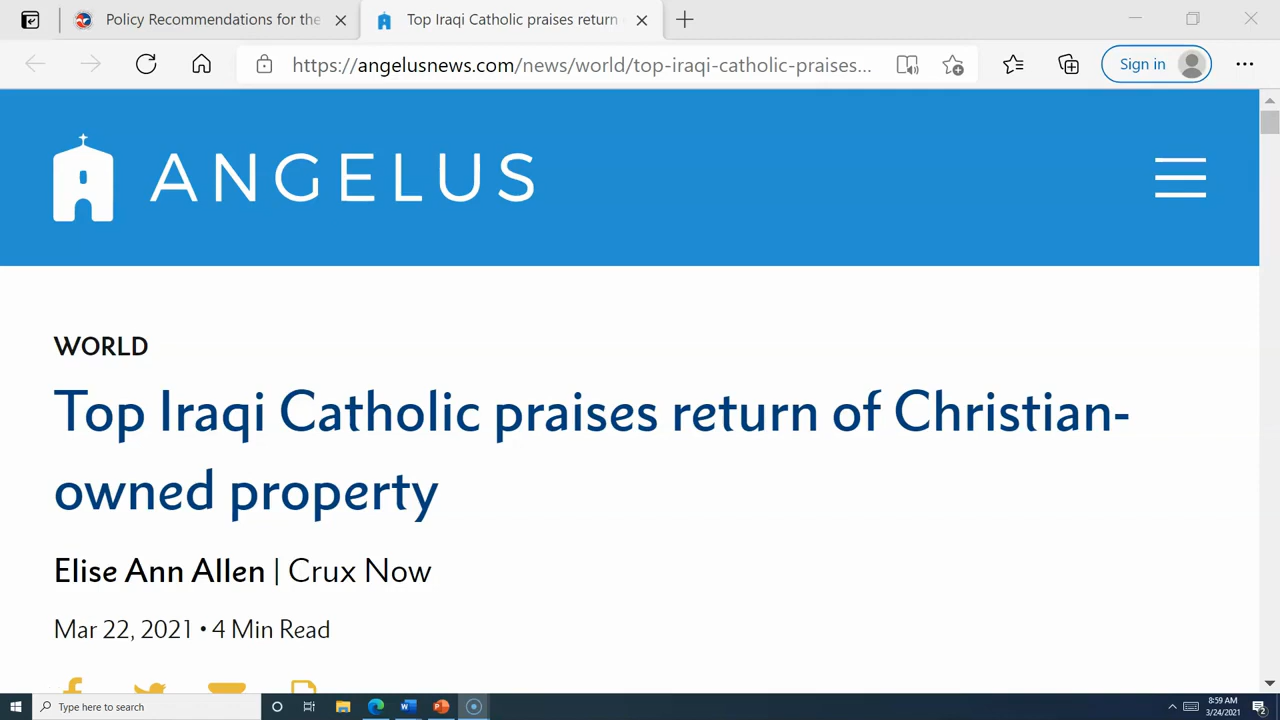 Policy Recommendations for the
Top Iraqi Catholic praises return
https://angelusnews.com/news/world/top-iraqi-catholic-praises...
Sign in
ANGELUS
WORLD
Top Iraqi Catholic praises return of Christian-
owned property
Elise Ann Allen | Crux Now
Mar 22, 2021 • 4 Min Read
Type here to search
8:59 AM
3/24/2021
2